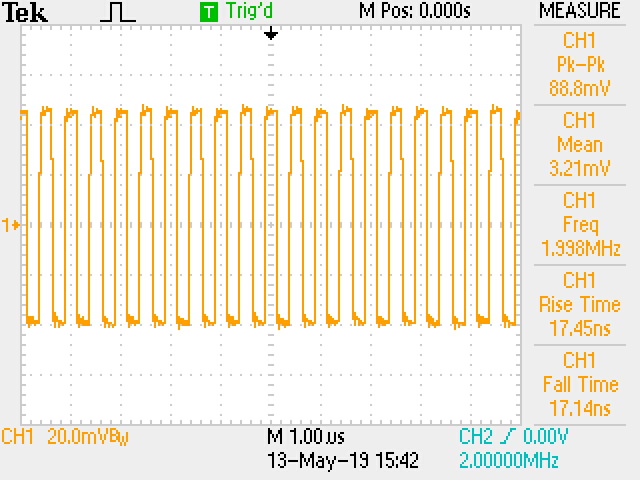 Tek T Trig'd M Pos: 0.000s MEASURE
CH1
Pk-Pk
88.8mV
CH1
Mean
3.21mV
1
CH1
Freq
1.998MHz
CH1
Rise Time
17.45ns
CH1
Fall Time
17.14ns
CH1 20.0mVBw M 1.00us CH2 0.00V
13-May-19 15:42 2.00000MHz